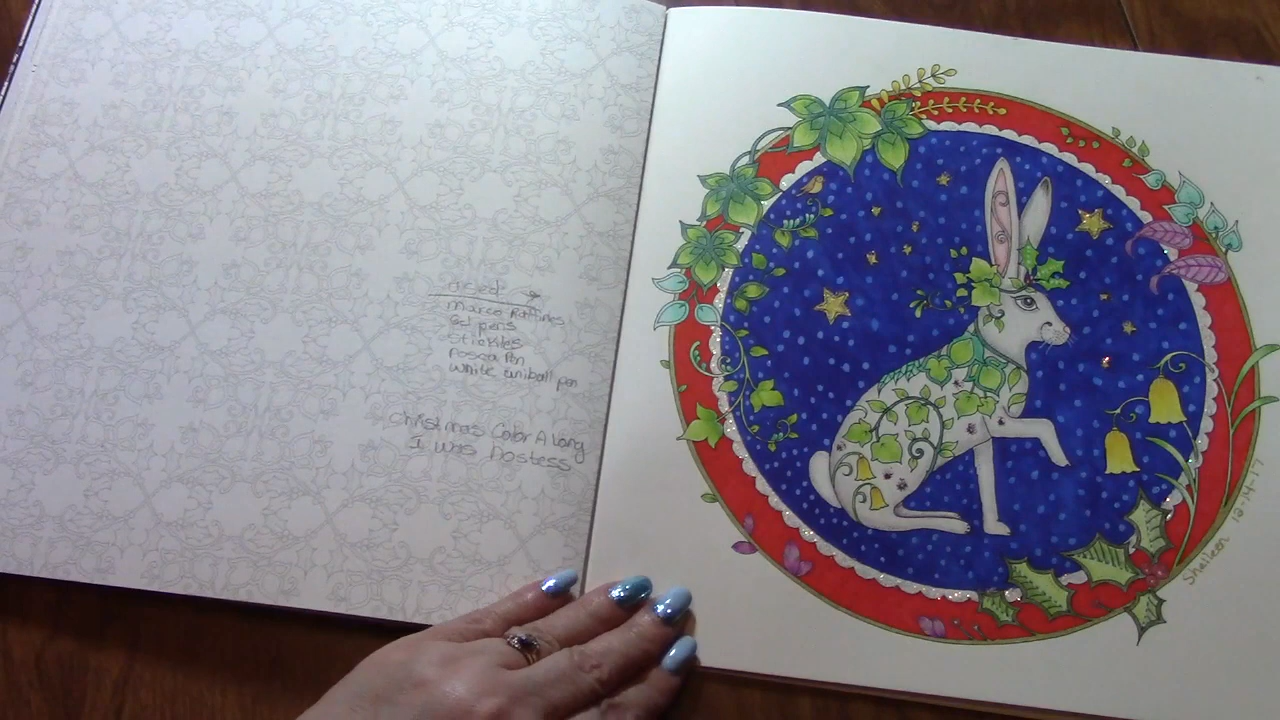 Used
Marco Raffines
Gel pens
Stickles
Posca Pen
White uniball pen
Christmas Color A Long
I was hostess
Sheileen 12-14-17